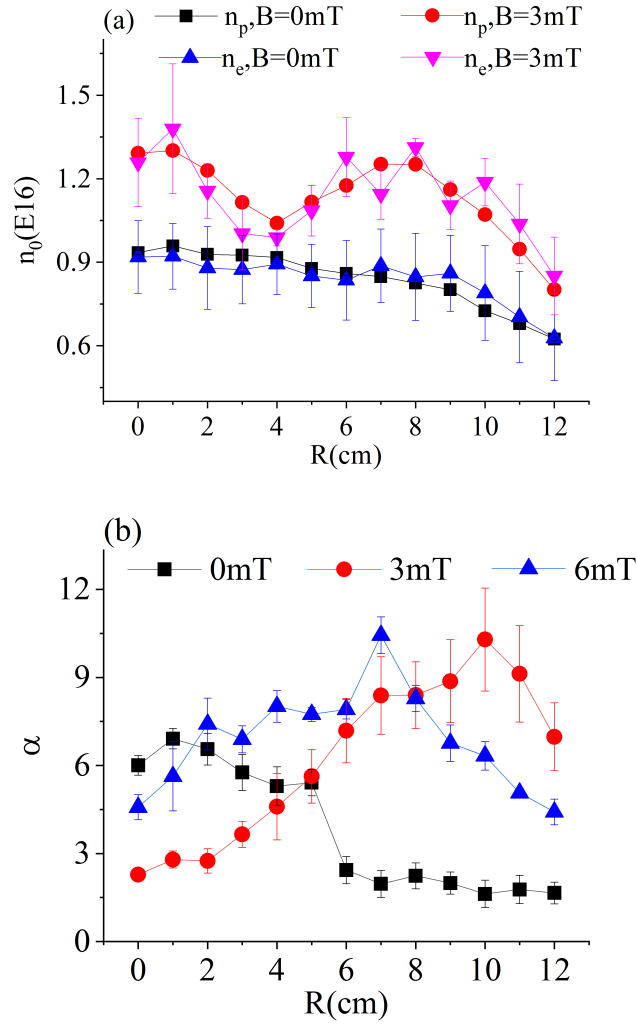 (a)
n_p,B=0mT n_p,B=3mT
n_e,B=0mT n_e,B=3mT
n_0(E16)
1.5
1.2
0.9
0.6
0 2 4 6 8 10 12
R(cm)
(b)
0mT 3mT 6mT
α
12
9
6
3
0
0 2 4 6 8 10 12
R(cm)